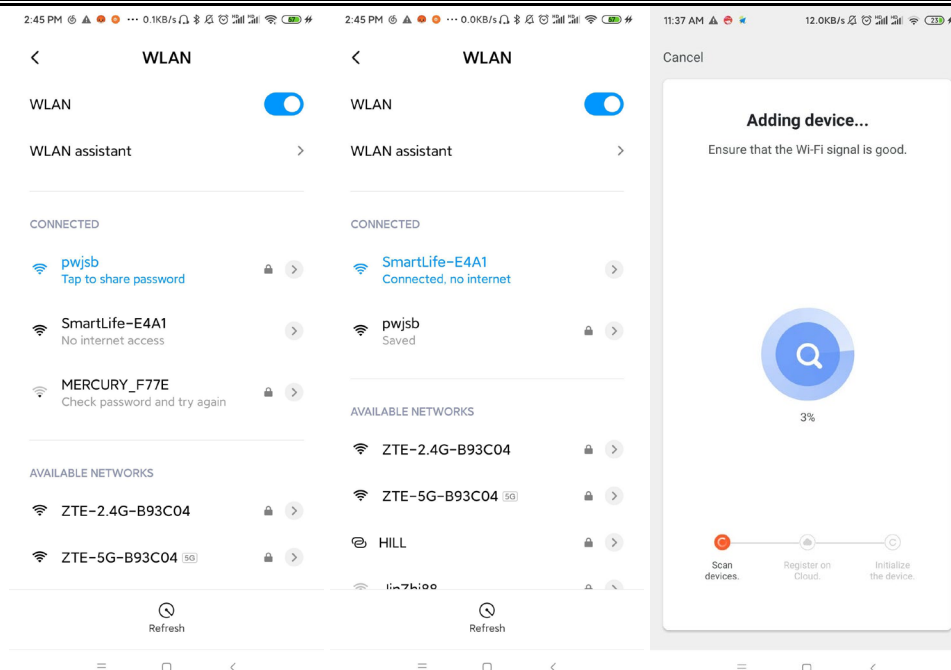 2:45 PM ··· 0.1KB/s 67
WLAN
WLAN
WLAN assistant
CONNECTED
pwjsb
Tap to share password
SmartLife-E4A1
No internet access
MERCURY_F77E
Check password and try again
AVAILABLE NETWORKS
ZTE-2.4G-B93C04
ZTE-5G-B93C04 5G
Refresh
2:45 PM ··· 0.0KB/s 67
WLAN
WLAN
WLAN assistant
CONNECTED
SmartLife-E4A1
Connected, no internet
pwjsb
Saved
AVAILABLE NETWORKS
ZTE-2.4G-B93C04
ZTE-5G-B93C04 5G
HILL
JinZhi88
Refresh
11:37 AM 12.0KB/s 23
Cancel
Adding device...
Ensure that the Wi-Fi signal is good.
3%
Scan
devices.
Register on
Cloud.
Initialize
the device.